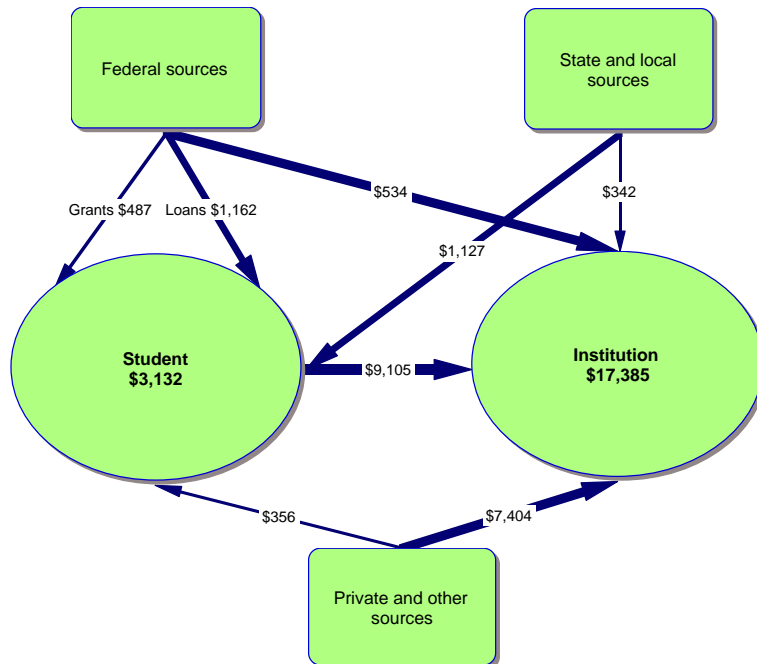 Federal sources
State and local
sources
Grants $487
Loans $1,162
$534
$342
$1,127
Student
$3,132
$9,105
Institution
$17,385
$356
$7,404
Private and other
sources